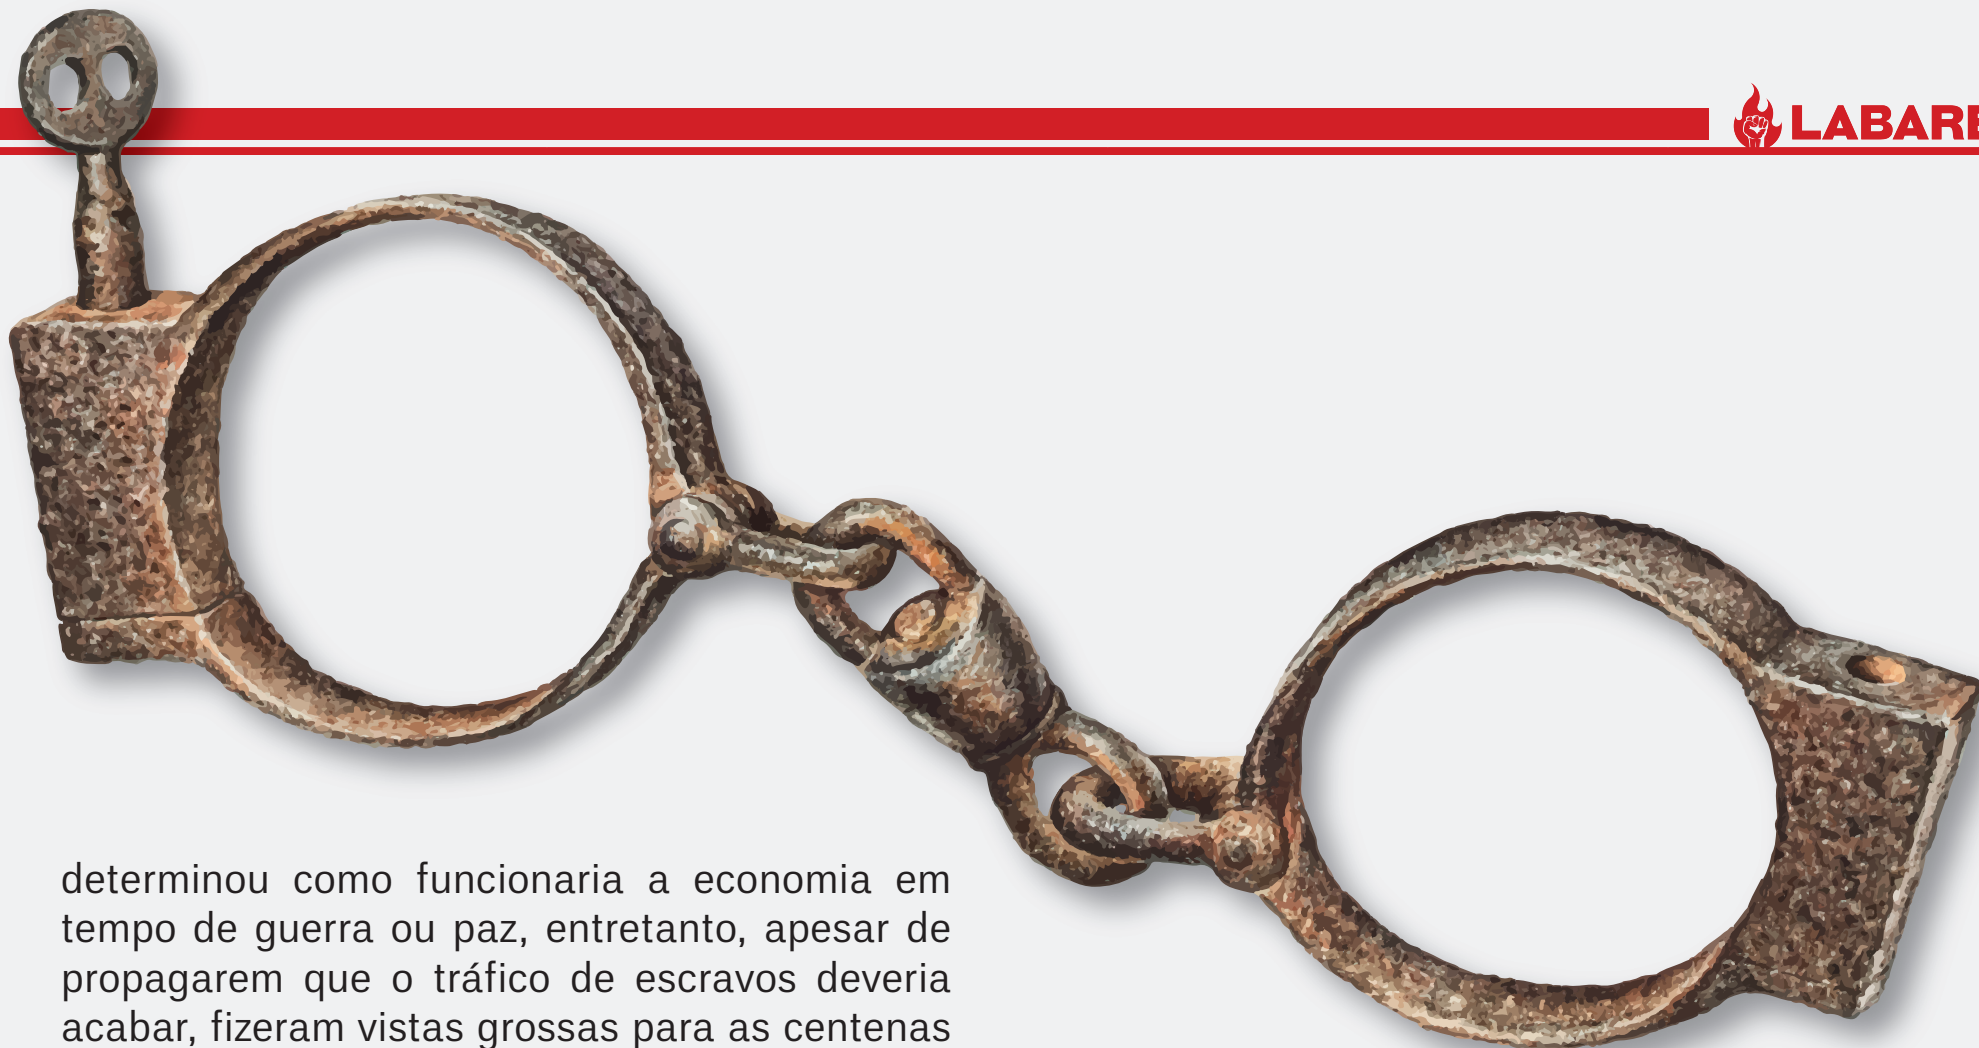 LABARE
determinou como funcionaria a economia em
tempo de guerra ou paz, entretanto, apesar de
propagarem que o tráfico de escravos deveria
acabar, fizeram vistas grossas para as centenas